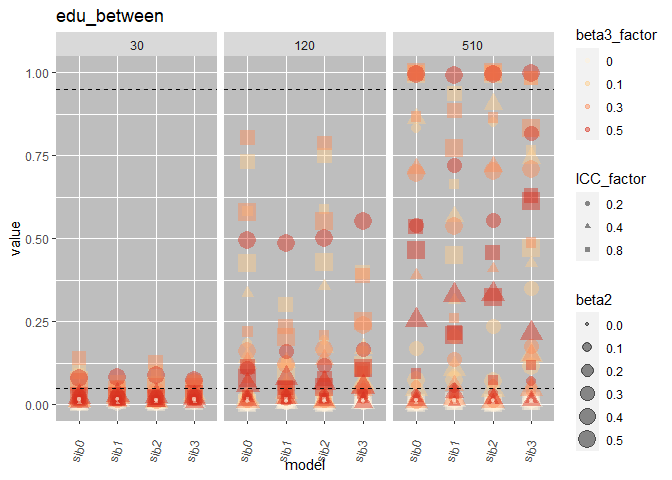 edu_between
30 120 510
1.00
0.75
0.50
0.25
0.00
value
sib0 sib1 sib2 sib3 sib0 sib1 sib2 sib3 sib0 sib1 sib2 sib3
model
beta3_factor
0
0.1
0.3
0.5
ICC_factor
0.2
0.4
0.8
beta2
0.0
0.1
0.2
0.3
0.4
0.5